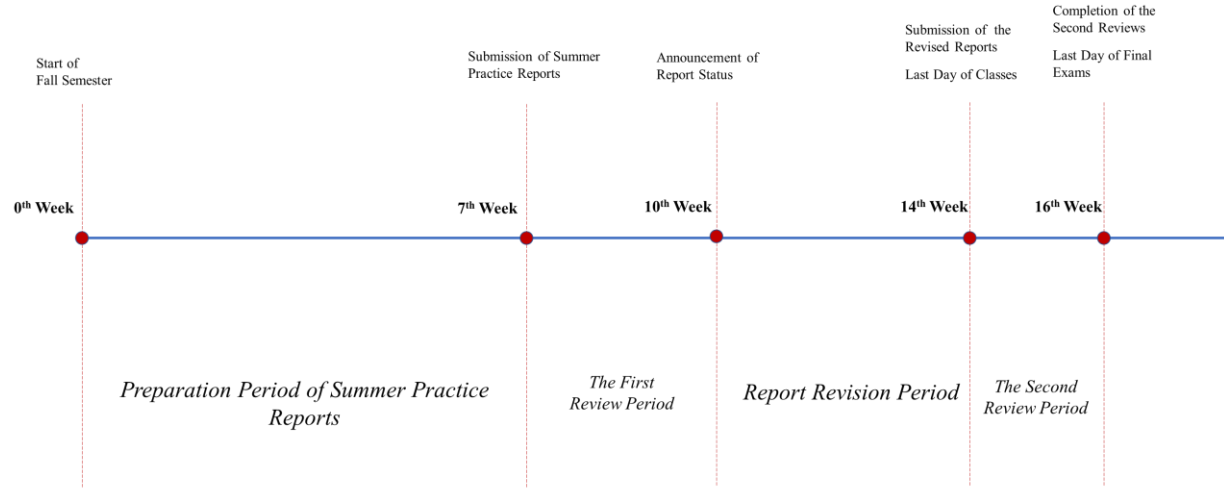 Start of
Fall Semester
Submission of Summer
Practice Reports
Announcement of
Report Status
Submission of the
Revised Reports
Last Day of Classes
Completion of the
Second Reviews
Last Day of Final
Exams
0th Week
7th Week
10th Week
14th Week
16th Week
Preparation Period of Summer Practice
Reports
The First
Review Period
Report Revision Period
The Second
Review Period